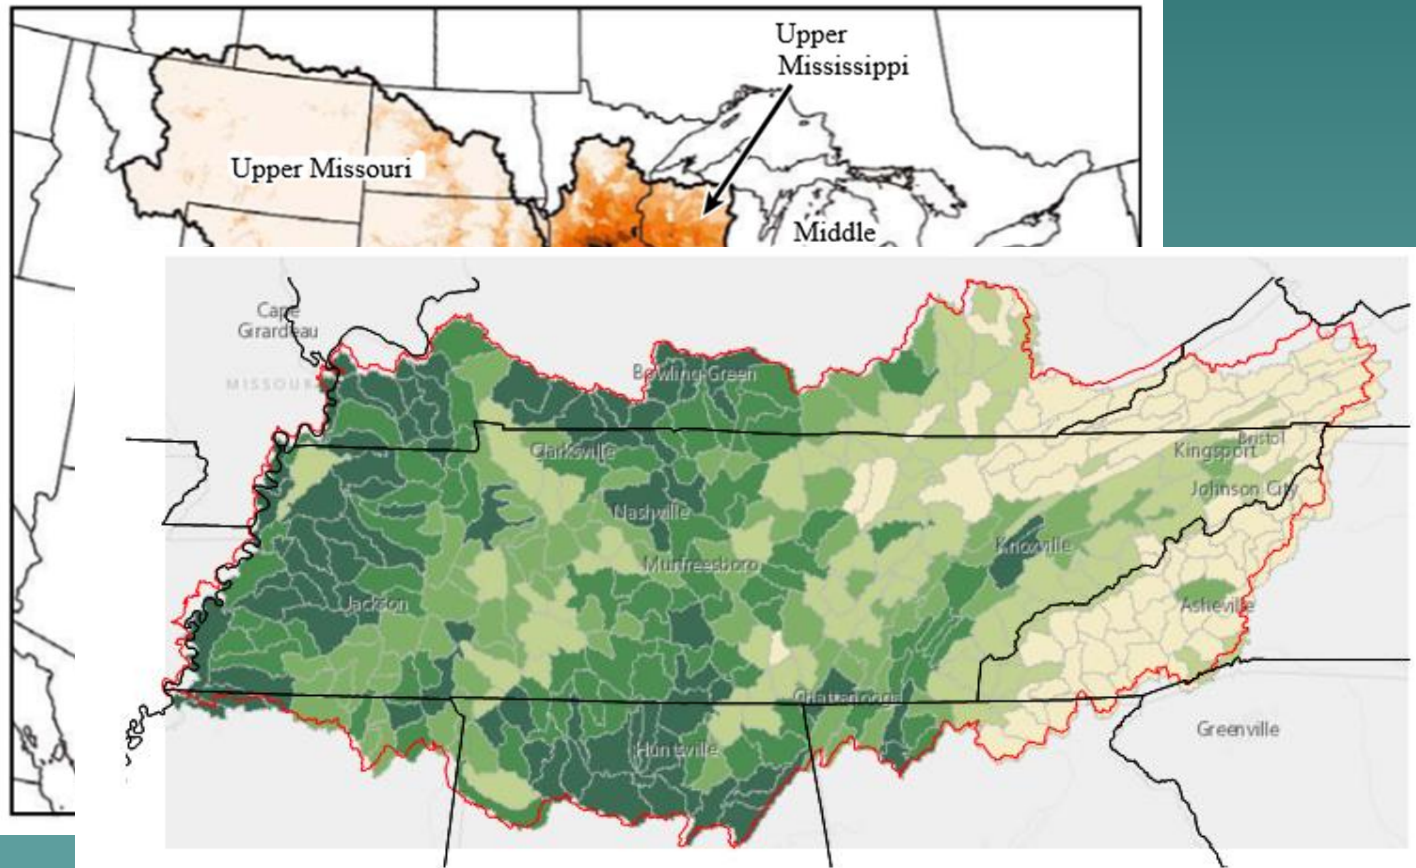 Upper
Mississippi
Upper Missouri
Middle
Cape
Girardeau
MISSOURI
Bowling Green
Clarksville
Bristol
Kingsport
Johnson City
Nashville
Knoxville
Murfreesboro
Jackson
Asheville
Chattanooga
Huntsville
Greenville